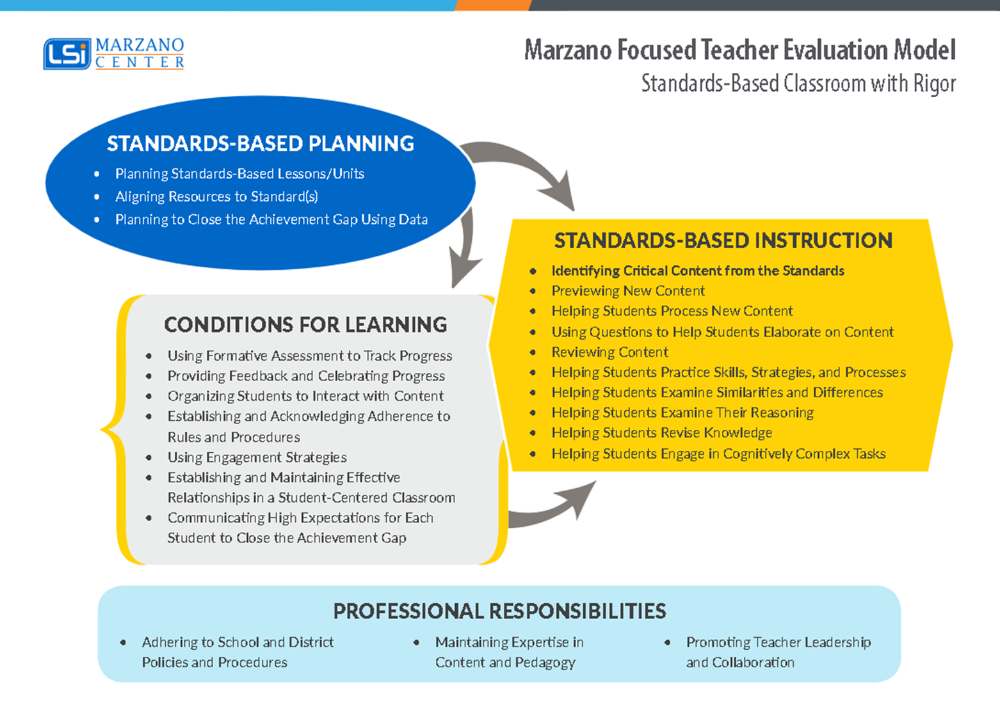 LSi MARZANO
CENTER
Marzano Focused Teacher Evaluation Model
Standards-Based Classroom with Rigor
STANDARDS-BASED PLANNING
• Planning Standards-Based Lessons/Units
• Aligning Resources to Standard(s)
• Planning to Close the Achievement Gap Using Data
STANDARDS-BASED INSTRUCTION
• Identifying Critical Content from the Standards
• Previewing New Content
• Helping Students Process New Content
• Using Questions to Help Students Elaborate on Content
• Reviewing Content
• Helping Students Practice Skills, Strategies, and Processes
• Helping Students Examine Similarities and Differences
• Helping Students Examine Their Reasoning
• Helping Students Revise Knowledge
• Helping Students Engage in Cognitively Complex Tasks
CONDITIONS FOR LEARNING
• Using Formative Assessment to Track Progress
• Providing Feedback and Celebrating Progress
• Organizing Students to Interact with Content
• Establishing and Acknowledging Adherence to
Rules and Procedures
• Using Engagement Strategies
• Establishing and Maintaining Effective
Relationships in a Student-Centered Classroom
• Communicating High Expectations for Each
Student to Close the Achievement Gap
PROFESSIONAL RESPONSIBILITIES
• Adhering to School and District
Policies and Procedures
• Maintaining Expertise in
Content and Pedagogy
• Promoting Teacher Leadership
and Collaboration